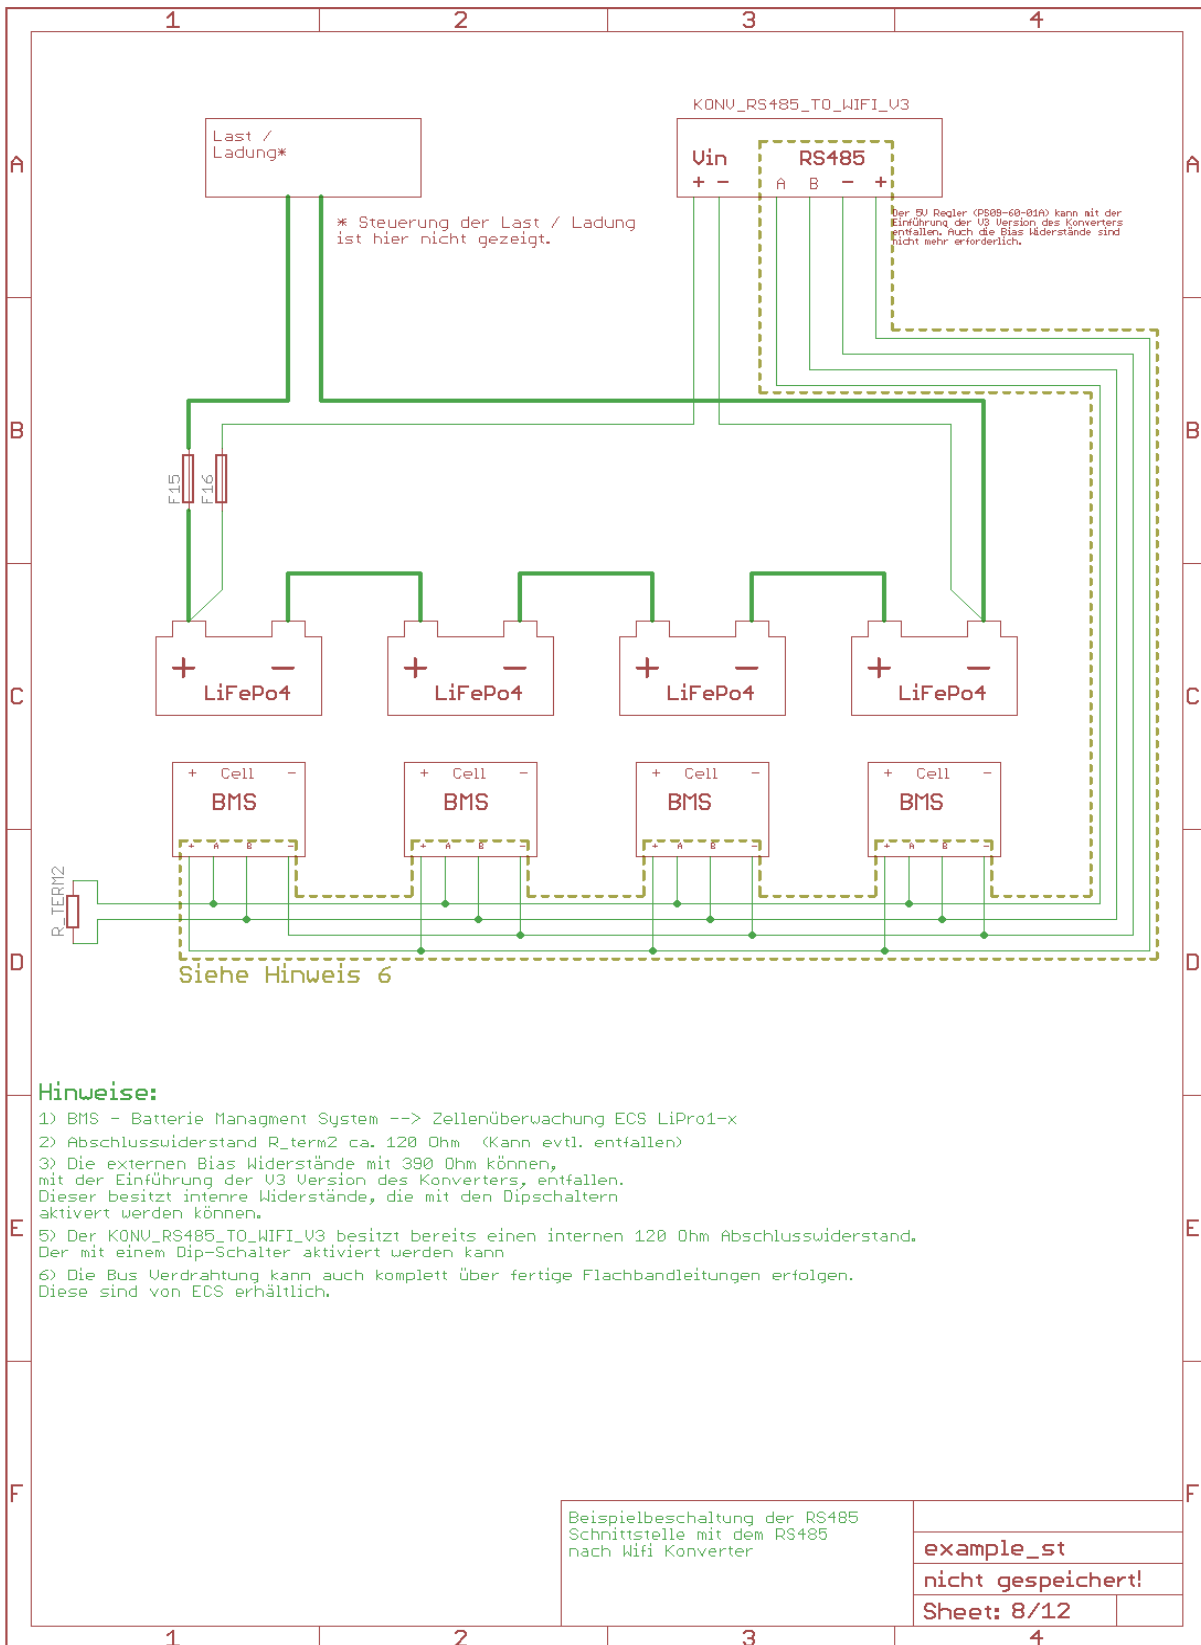 1 2 3 4
KONV_RS485_TO_WIFI_V3
Last /
Ladung*
Vin RS485
+ − A B − +
A A
* Steuerung der Last / Ladung
ist hier nicht gezeigt.
Der 5V Regler (PS09-60-01A) kann mit der
Einführung der V3 Version des Konverters
entfallen. Auch die Bias Widerstände sind
nicht mehr erforderlich.
B B
F15 F16
+ − + − + − + −
LiFePo4 LiFePo4 LiFePo4 LiFePo4
C C
+ Cell − + Cell − + Cell − + Cell −
BMS BMS BMS BMS
+ A B − + A B − + A B − + A B −
R_TERM2
D D
Siehe Hinweis 6
Hinweise:
1) BMS - Batterie Managment System --> Zellenüberwachung ECS LiPro1-x
2) Abschlusswiderstand R_term2 ca. 120 Ohm (Kann evtl. entfallen)
3) Die externen Bias Widerstände mit 390 Ohm können,
mit der Einführung der V3 Version des Konverters, entfallen.
Dieser besitzt intenre Widerstände, die mit den Dipschaltern
aktivert werden können.
E E
5) Der KONV_RS485_TO_WIFI_V3 besitzt bereits einen internen 120 Ohm Abschlusswiderstand.
Der mit einem Dip-Schalter aktiviert werden kann
6) Die Bus Verdrahtung kann auch komplett über fertige Flachbandleitungen erfolgen.
Diese sind von ECS erhältlich.
F F
Beispielbeschaltung der RS485
Schnittstelle mit dem RS485
nach Wifi Konverter
example_st
nicht gespeichert!
Sheet: 8/12
1 2 3 4